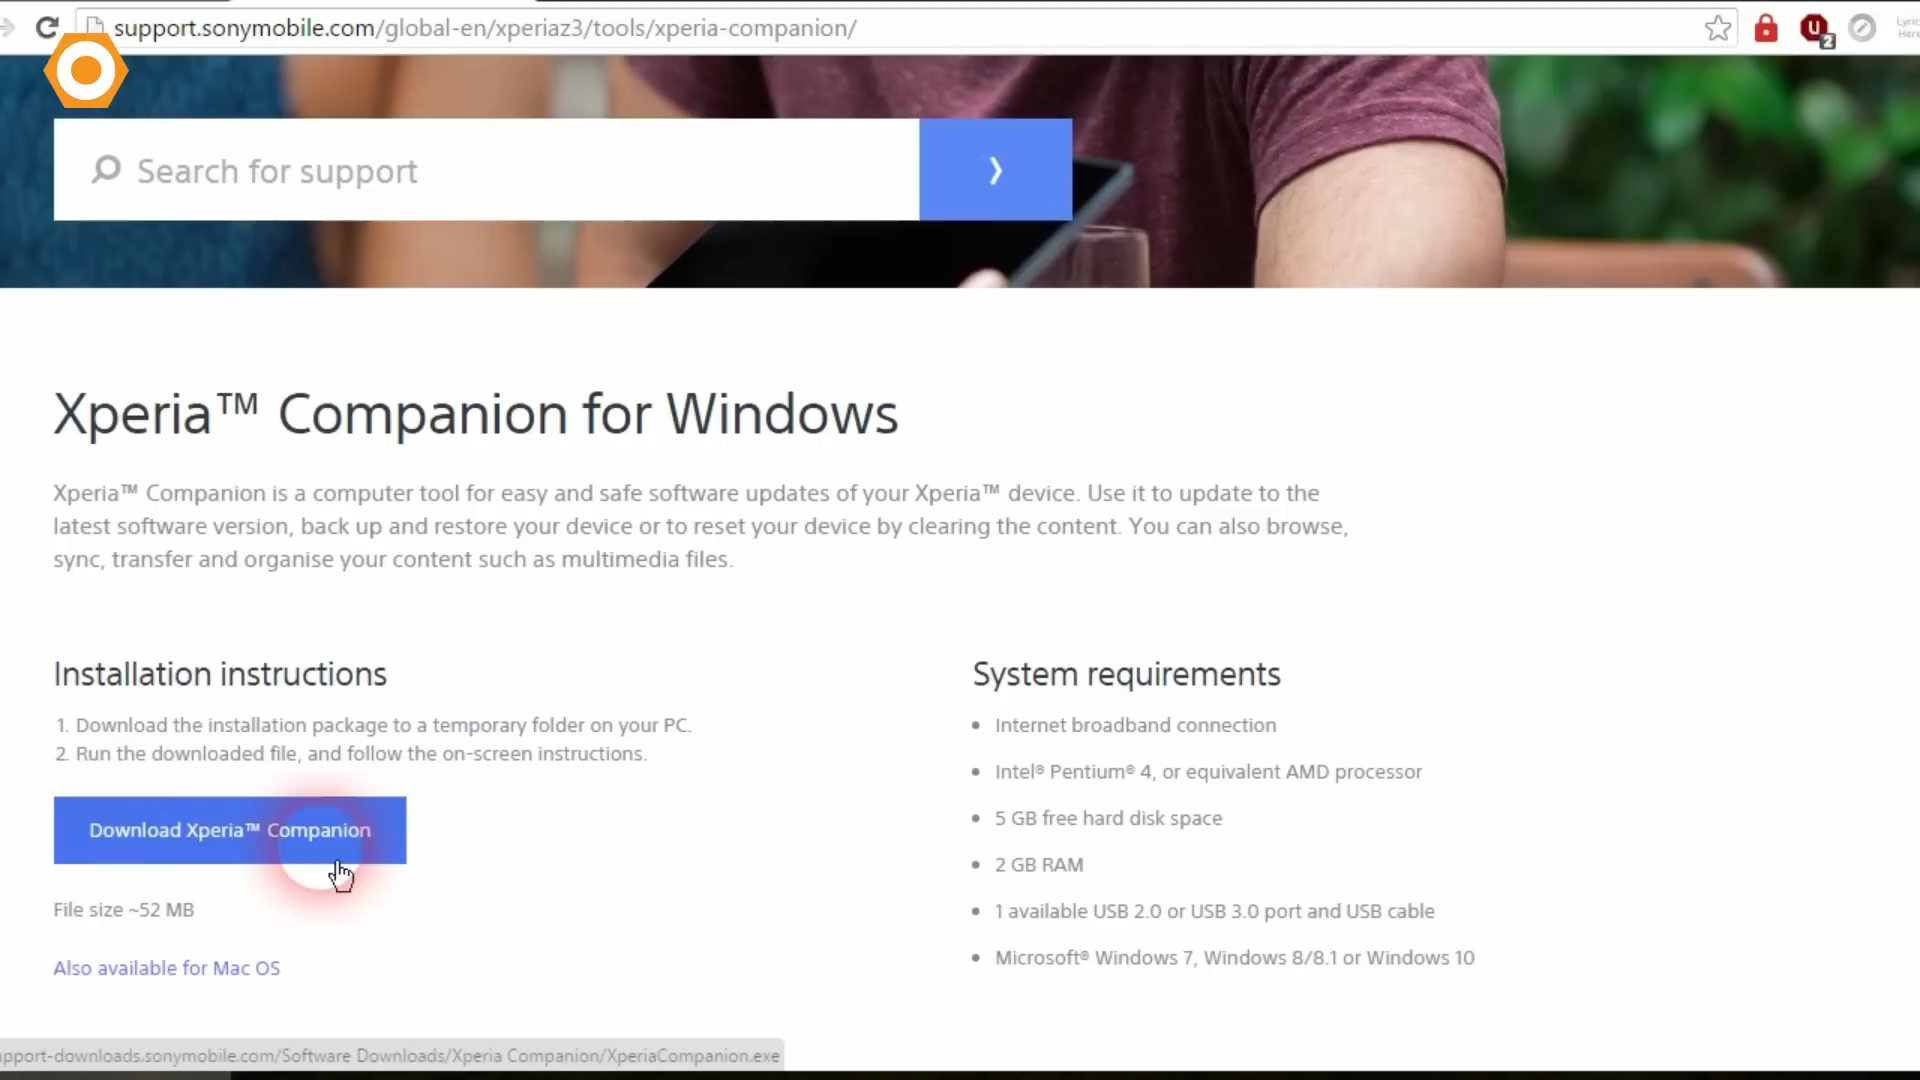 support.sonymobile.com/global-en/xperiaz3/tools/xperia-companion/
2
Lyric
Here
Search for support
Xperia™ Companion for Windows
Xperia™ Companion is a computer tool for easy and safe software updates of your Xperia™ device. Use it to update to the
latest software version, back up and restore your device or to reset your device by clearing the content. You can also browse,
sync, transfer and organise your content such as multimedia files.
Installation instructions
1. Download the installation package to a temporary folder on your PC.
2. Run the downloaded file, and follow the on-screen instructions.
Download Xperia™ Companion
File size ~52 MB
Also available for Mac OS
System requirements
• Internet broadband connection
• Intel® Pentium® 4, or equivalent AMD processor
• 5 GB free hard disk space
• 2 GB RAM
• 1 available USB 2.0 or USB 3.0 port and USB cable
• Microsoft® Windows 7, Windows 8/8.1 or Windows 10
upport-downloads.sonymobile.com/Software Downloads/Xperia Companion/XperiaCompanion.exe